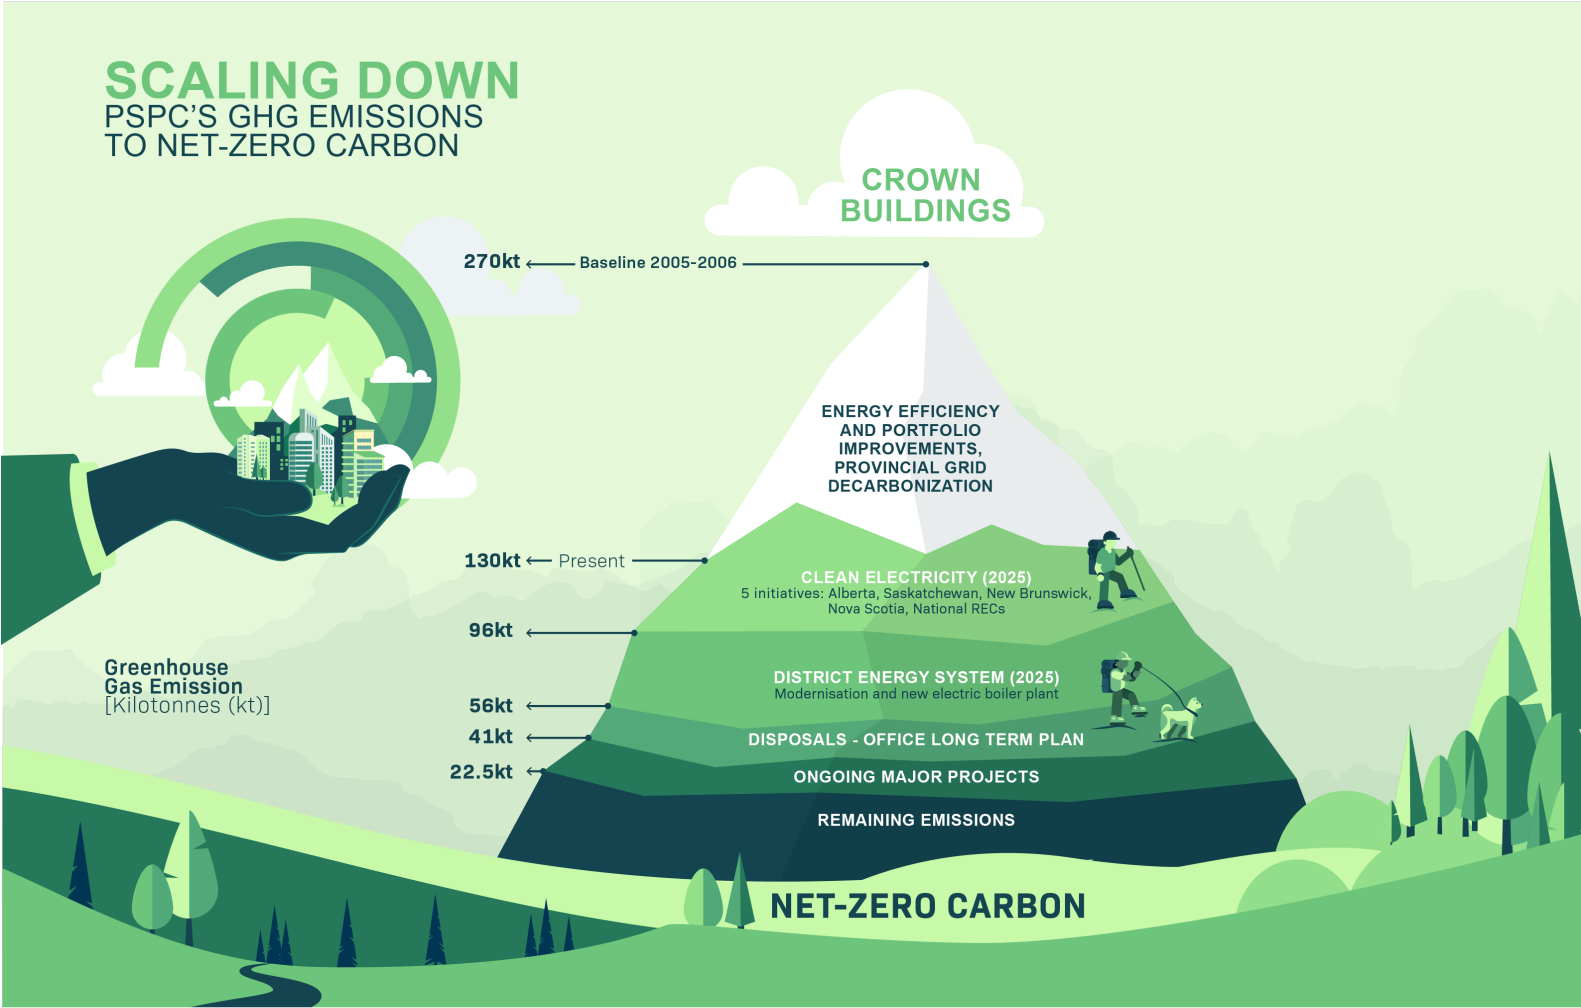 SCALING DOWN
PSPC'S GHG EMISSIONS
TO NET-ZERO CARBON
CROWN
BUILDINGS
270kt
Baseline 2005-2006
ENERGY EFFICIENCY
AND PORTFOLIO
IMPROVEMENTS,
PROVINCIAL GRID
DECARBONIZATION
130kt
Present
CLEAN ELECTRICITY (2025)
5 initiatives: Alberta, Saskatchewan, New Brunswick,
Nova Scotia, National RECs
96kt
Greenhouse
Gas Emission
[Kilotonnes (kt)]
DISTRICT ENERGY SYSTEM (2025)
Modernisation and new electric boiler plant
56kt
41kt
DISPOSALS - OFFICE LONG TERM PLAN
22.5kt
ONGOING MAJOR PROJECTS
REMAINING EMISSIONS
NET-ZERO CARBON